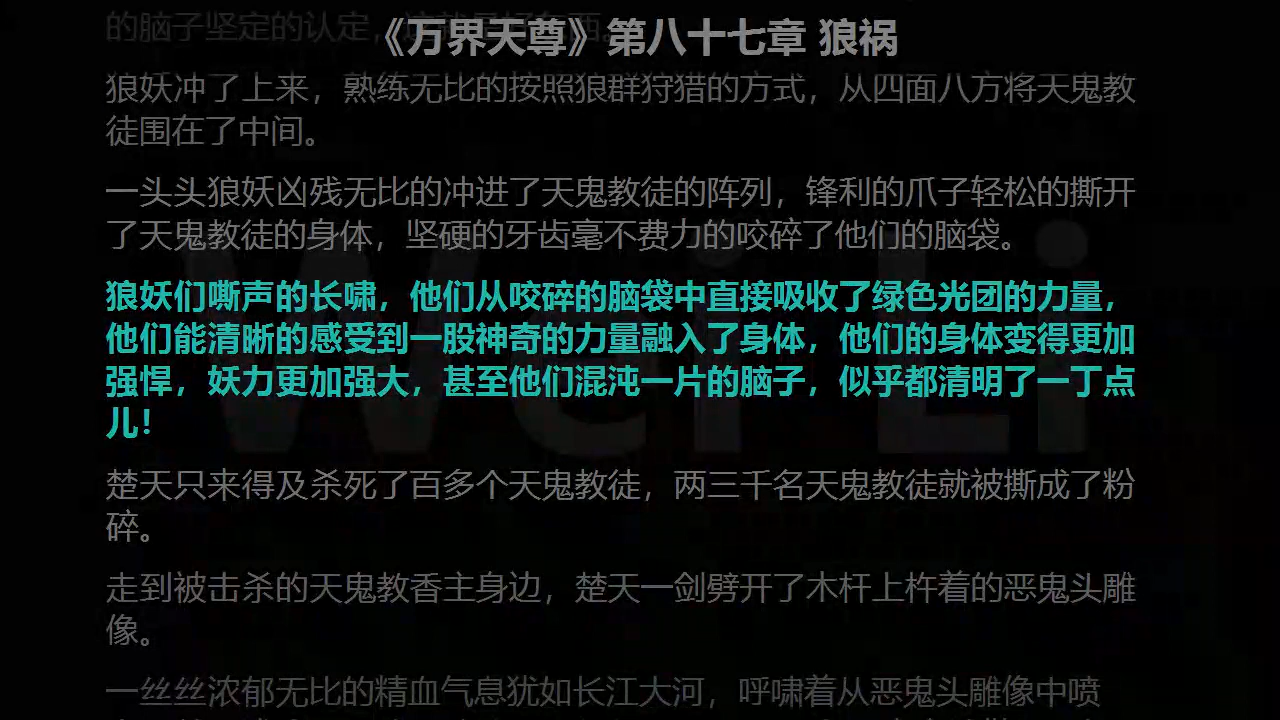 的脑子坚定的认定，这就是
《万界天尊》第八十七章 狼祸
狼妖冲了上来，熟练无比的按照狼群狩猎的方式，从四面八方将天鬼教
徒围在了中间。
一头头狼妖凶残无比的冲进了天鬼教徒的阵列，锋利的爪子轻松的撕开
了天鬼教徒的身体，坚硬的牙齿毫不费力的咬碎了他们的脑袋。
狼妖们嘶声的长啸，他们从咬碎的脑袋中直接吸收了绿色光团的力量，
他们能清晰的感受到一股神奇的力量融入了身体，他们的身体变得更加
强悍，妖力更加强大，甚至他们混沌一片的脑子，似乎都清明了一丁点
儿！
楚天只来得及杀死了百多个天鬼教徒，两三千名天鬼教徒就被撕成了粉
碎。
走到被击杀的天鬼教香主身边，楚天一剑劈开了木杆上杵着的恶鬼头雕
像。
一丝丝浓郁无比的精血气息犹如长江大河，呼啸着从恶鬼头雕像中喷
Wei Li